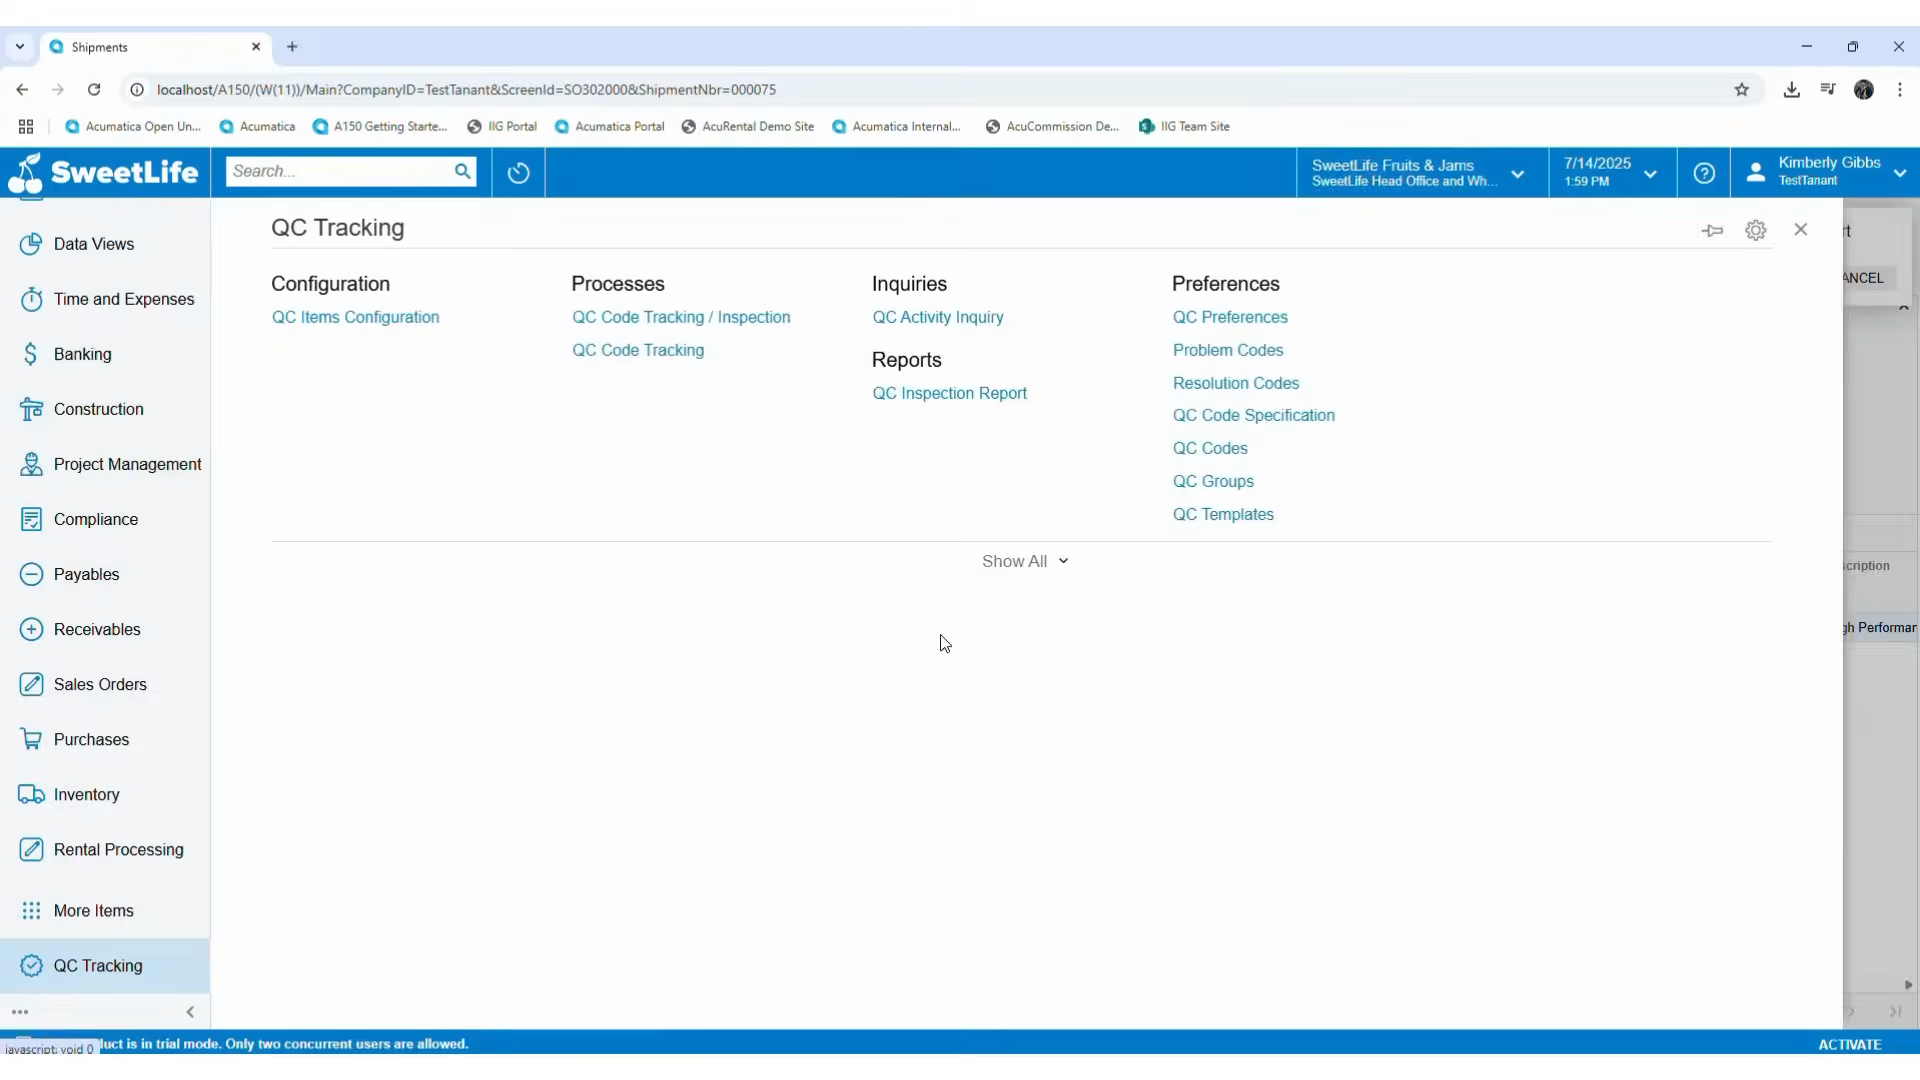 Shipments
localhost/A150/(W(11))/Main?CompanyID=TestTanant&ScreenId=SO302000&ShipmentNbr=000075
Acumatica Open Un...
Acumatica
A150 Getting Starte...
IIG Portal
Acumatica Portal
AcuRental Demo Site
Acumatica Internal...
AcuCommission De...
IIG Team Site
SweetLife
Search...
SweetLife Fruits & Jams
SweetLife Head Office and Wh...
7/14/2025
1:59 PM
Kimberly Gibbs
TestTanant
Data Views
Time and Expenses
Banking
Construction
Project Management
Compliance
Payables
Receivables
Sales Orders
Purchases
Inventory
Rental Processing
More Items
QC Tracking
QC Tracking
Configuration
QC Items Configuration
Processes
QC Code Tracking / Inspection
QC Code Tracking
Inquiries
QC Activity Inquiry
Reports
QC Inspection Report
Preferences
QC Preferences
Problem Codes
Resolution Codes
QC Code Specification
QC Codes
QC Groups
QC Templates
Show All
rt
ANCEL
scription
gh Performan
javascript: void 0
luct is in trial mode. Only two concurrent users are allowed.
ACTIVATE